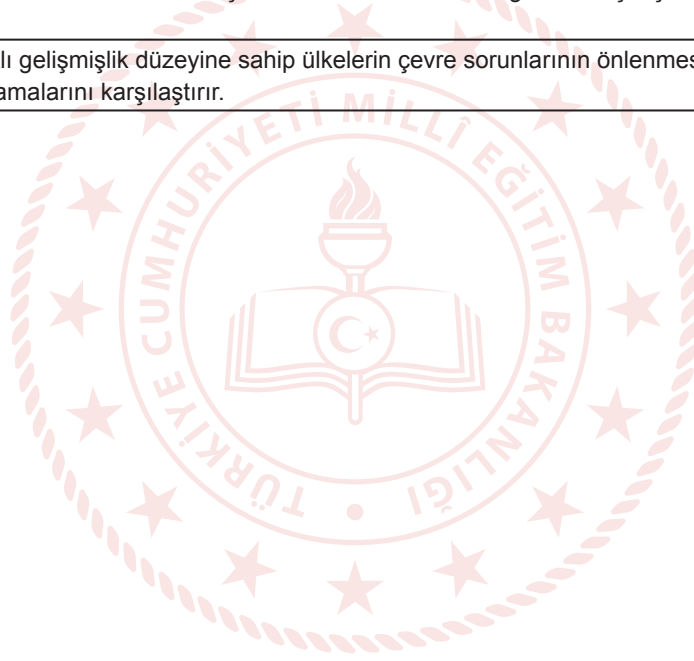 lı gelişmişlik düzeyine sahip ülkelerin çevre sorunlarının önlenmes
amalarını karşılaştırır.
TÜRKİYE CUMHURİYETİ MİLLÎ EĞİTİM BAKANLIĞI